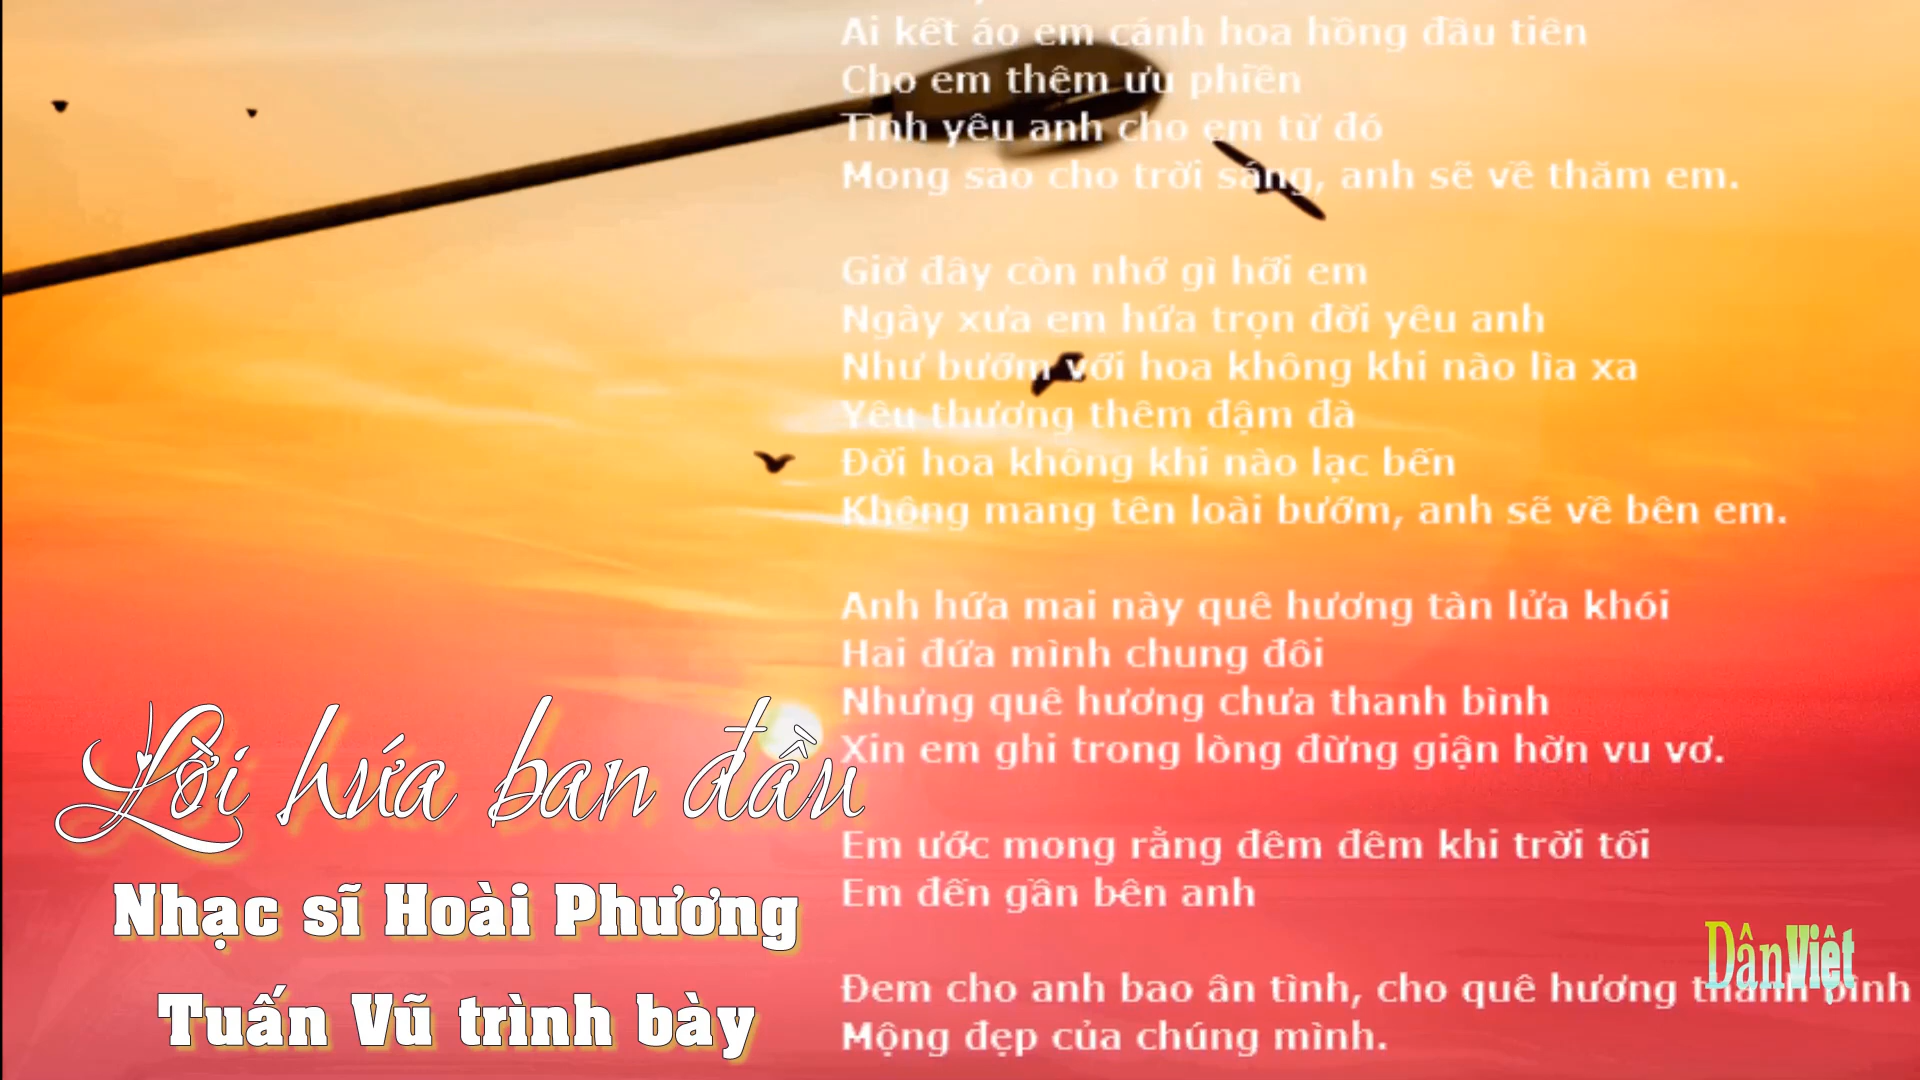 Ai kết áo em cánh hoa hồng đầu tiên
Cho em thêm ưu phiền
Tình yêu anh cho em từ đó
Mong sao cho trời sáng, anh sẽ về thăm em.
Giờ đây còn nhớ gì hỡi em
Ngày xưa em hứa trọn đời yêu anh
Như bướm với hoa không khi nào lìa xa
Yêu thương thêm đậm đà
Đời hoa không khi nào lạc bến
Không mang tên loài bướm, anh sẽ về bên em.
Anh hứa mai này quê hương tàn lửa khói
Hai đứa mình chung đôi
Nhưng quê hương chưa thanh bình
Xin em ghi trong lòng đừng giận hờn vu vơ.
Em ước mong rằng đêm đêm khi trời tối
Em đến gần bên anh
Đem cho anh bao ân tình, cho quê hương thanh bình
Mộng đẹp của chúng mình.
Lời hứa ban đầu
Nhạc sĩ Hoài Phương
Tuấn Vũ trình bày
DânViệt